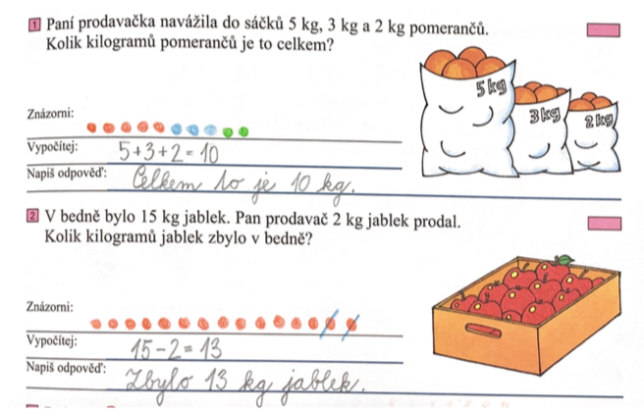 1 Paní prodavačka navážila do sáčků 5 kg, 3 kg a 2 kg pomerančů.
Kolik kilogramů pomerančů je to celkem?
5 kg
3 kg
2 kg
Znázorni:
Vypočítej: 5+3+2=10
Napiš odpověď: Celkem to je 10 kg.
2 V bedně bylo 15 kg jablek. Pan prodavač 2 kg jablek prodal.
Kolik kilogramů jablek zbylo v bedně?
Znázorni:
Vypočítej: 15-2=13
Napiš odpověď: Zbylo 13 kg jablek.